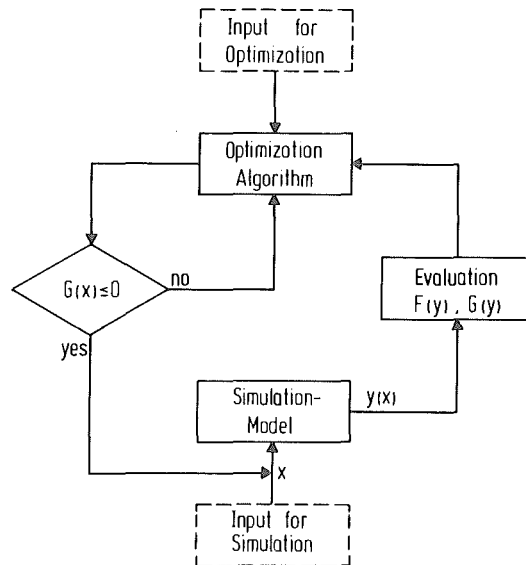 Input for
Optimization
Optimization
Algorithm
G(x)≤0
no
yes
Evaluation
F(y), G(y)
Simulation-
Model
y(x)
x
Input for
Simulation